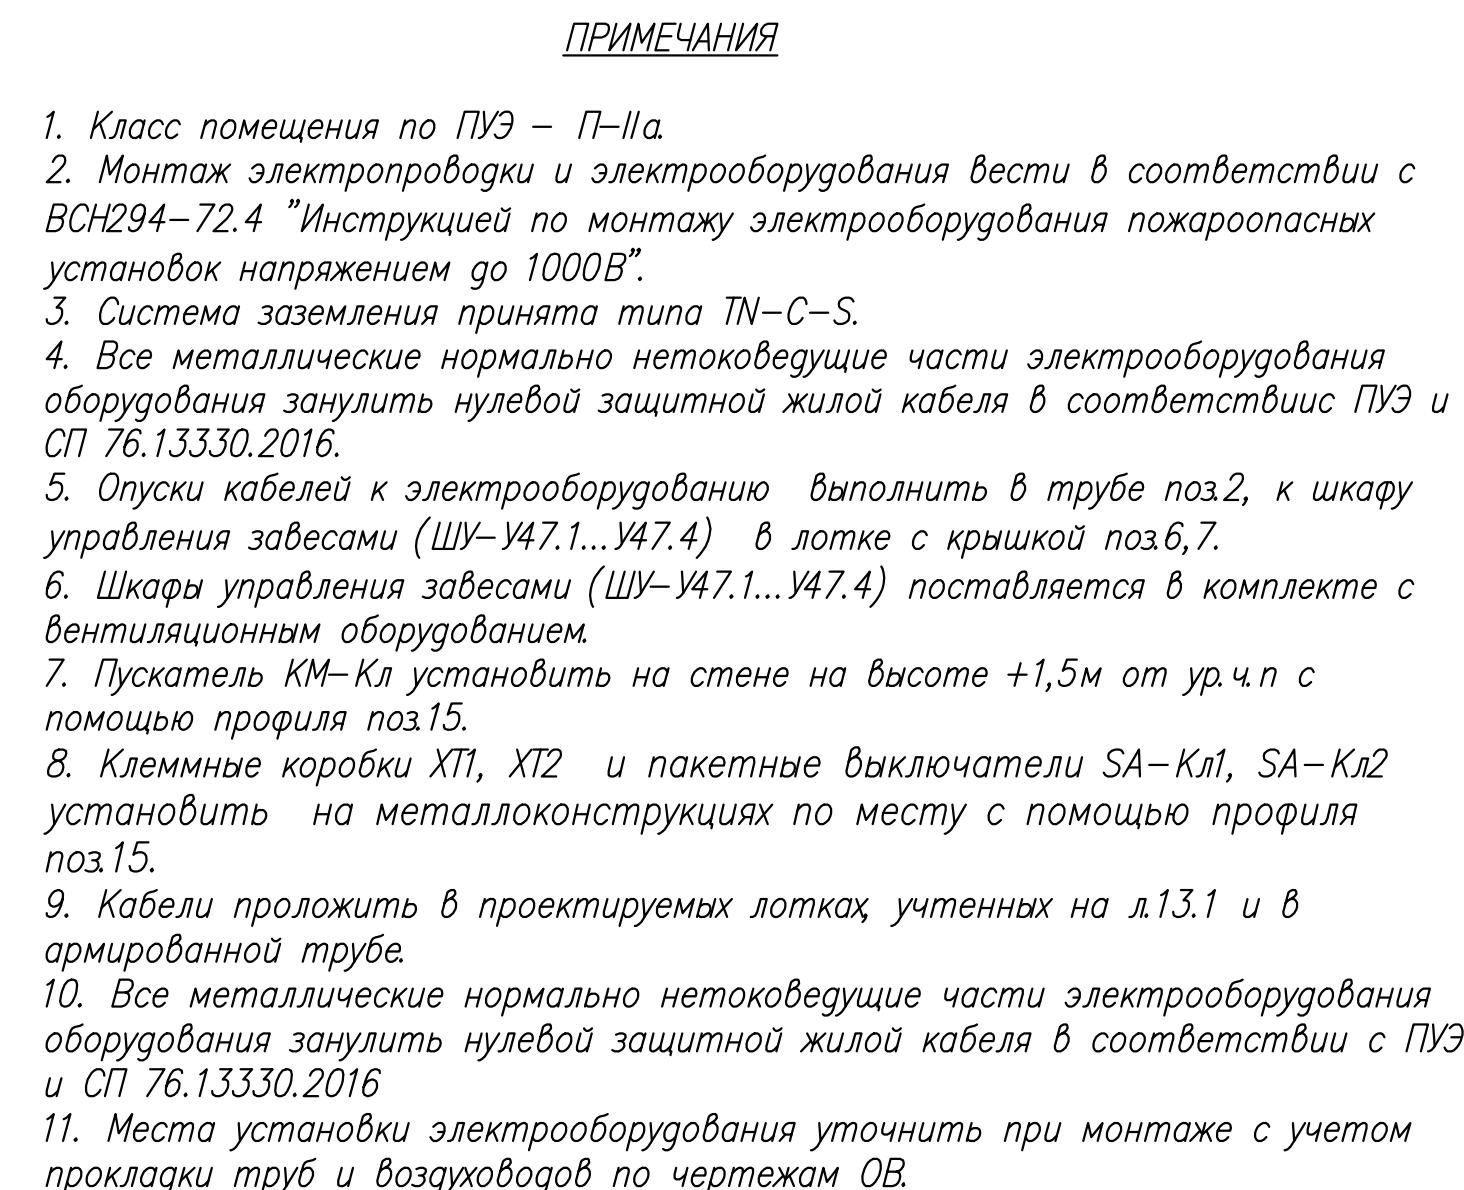 ПРИМЕЧАНИЯ
1. Класс помещения по ПУЭ - П-IIа.
2. Монтаж электропроводки и электрооборудования вести в соответствии с
ВСН294-72.4 "Инструкцией по монтажу электрооборудования пожароопасных
установок напряжением до 1000В".
3. Система заземления принята типа TN-C-S.
4. Все металлические нормально нетоковедущие части электрооборудования
оборудования занулить нулевой защитной жилой кабеля в соответствиис ПУЭ и
СП 76.13330.2016.
5. Опуски кабелей к электрооборудованию выполнить в трубе поз.2, к шкафу
управления завесами (ШУ-У47.1...У47.4) в лотке с крышкой поз.6,7.
6. Шкафы управления завесами (ШУ-У47.1...У47.4) поставляется в комплекте с
вентиляционным оборудованием.
7. Пускатель КМ-Кл установить на стене на высоте +1,5м от ур.ч.п с
помощью профиля поз.15.
8. Клеммные коробки ХТ1, ХТ2 и пакетные выключатели SA-Кл1, SA-Кл2
установить на металлоконструкциях по месту с помощью профиля
поз.15.
9. Кабели проложить в проектируемых лотках, учтенных на л.13.1 и в
армированной трубе.
10. Все металлические нормально нетоковедущие части электрооборудования
оборудования занулить нулевой защитной жилой кабеля в соответствии с ПУЭ
и СП 76.13330.2016
11. Места установки электрооборудования уточнить при монтаже с учетом
прокладки труб и воздуховодов по чертежам ОВ.